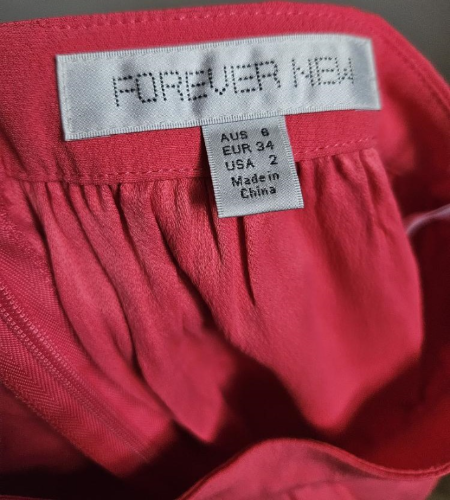 FOREVER NEW
AUS 6
EUR 34
USA 2
Made in
China